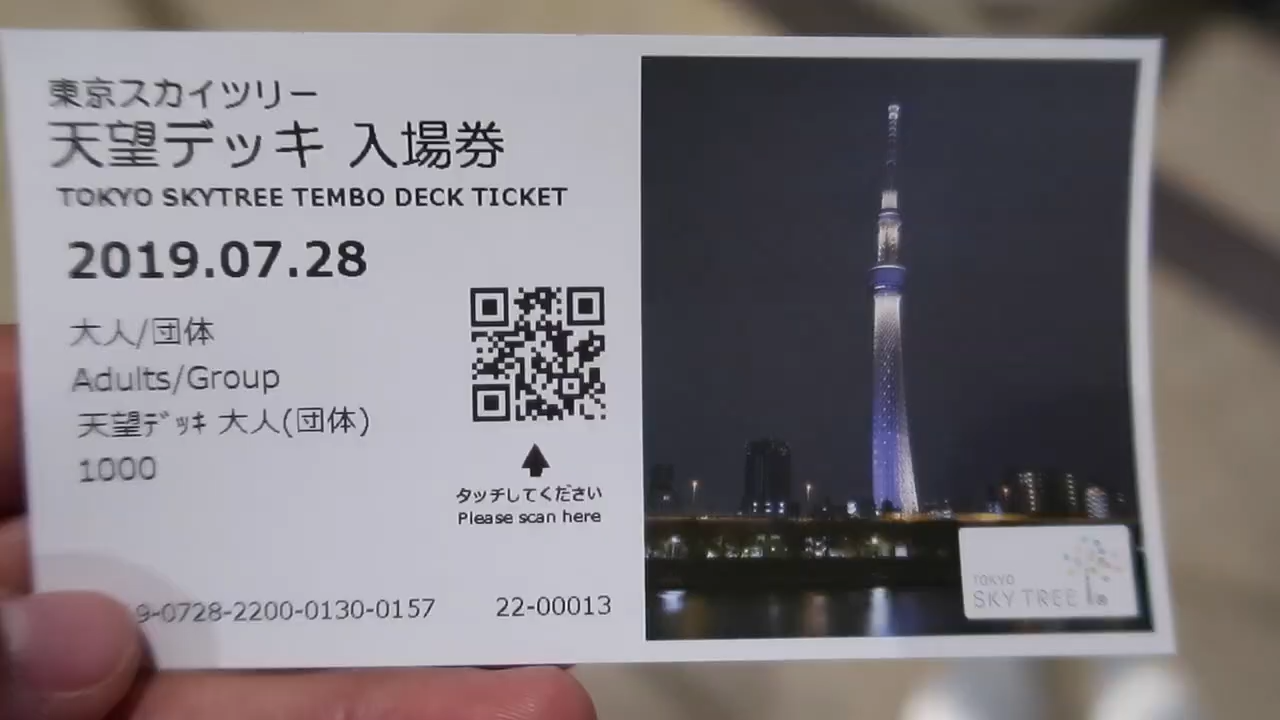 東京スカイツリー
天望デッキ 入場券
TOKYO SKYTREE TEMBO DECK TICKET
2019.07.28
大人/団体
Adults/Group
天望ﾃﾞｯｷ 大人(団体)
1000
タッチしてください
Please scan here
9-0728-2200-0130-0157 22-00013
TOKYO
SKY TREE